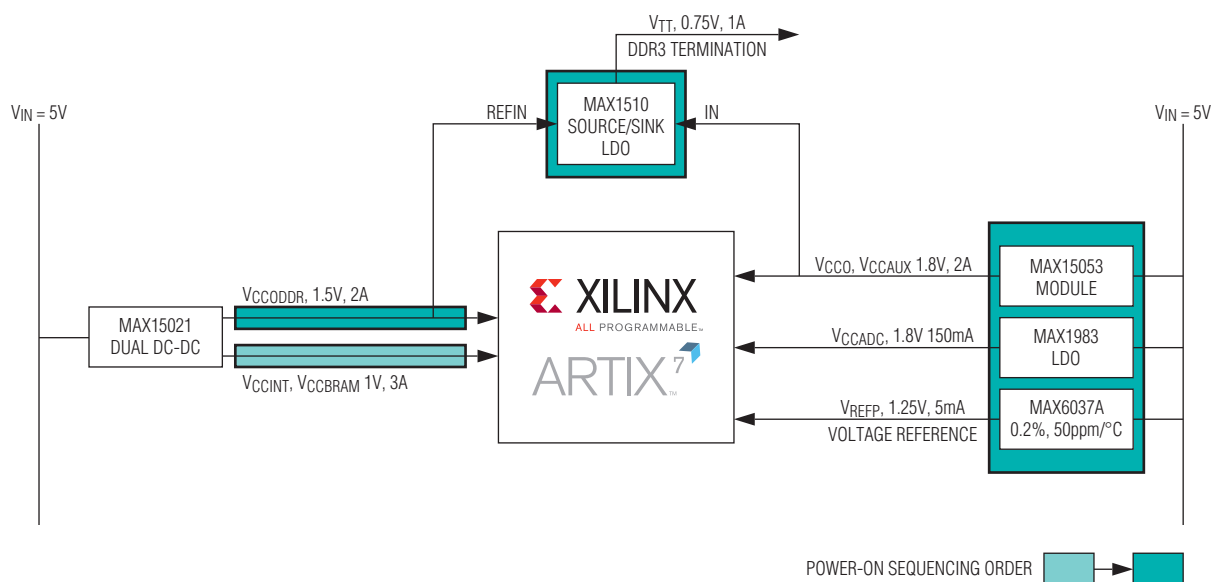 VTT, 0.75V, 1A
DDR3 TERMINATION
VIN = 5V
REFIN
MAX1510
SOURCE/SINK
LDO
IN
VIN = 5V
VCCODDR, 1.5V, 2A
MAX15021
DUAL DC-DC
VCCINT, VCCBRAM 1V, 3A
XILINX
ALL PROGRAMMABLE™
ARTIX 7
™
VCCO, VCCAUX 1.8V, 2A
MAX15053
MODULE
VCCADC, 1.8V 150mA
MAX1983
LDO
VREFP, 1.25V, 5mA
VOLTAGE REFERENCE
MAX6037A
0.2%, 50ppm/°C
POWER-ON SEQUENCING ORDER